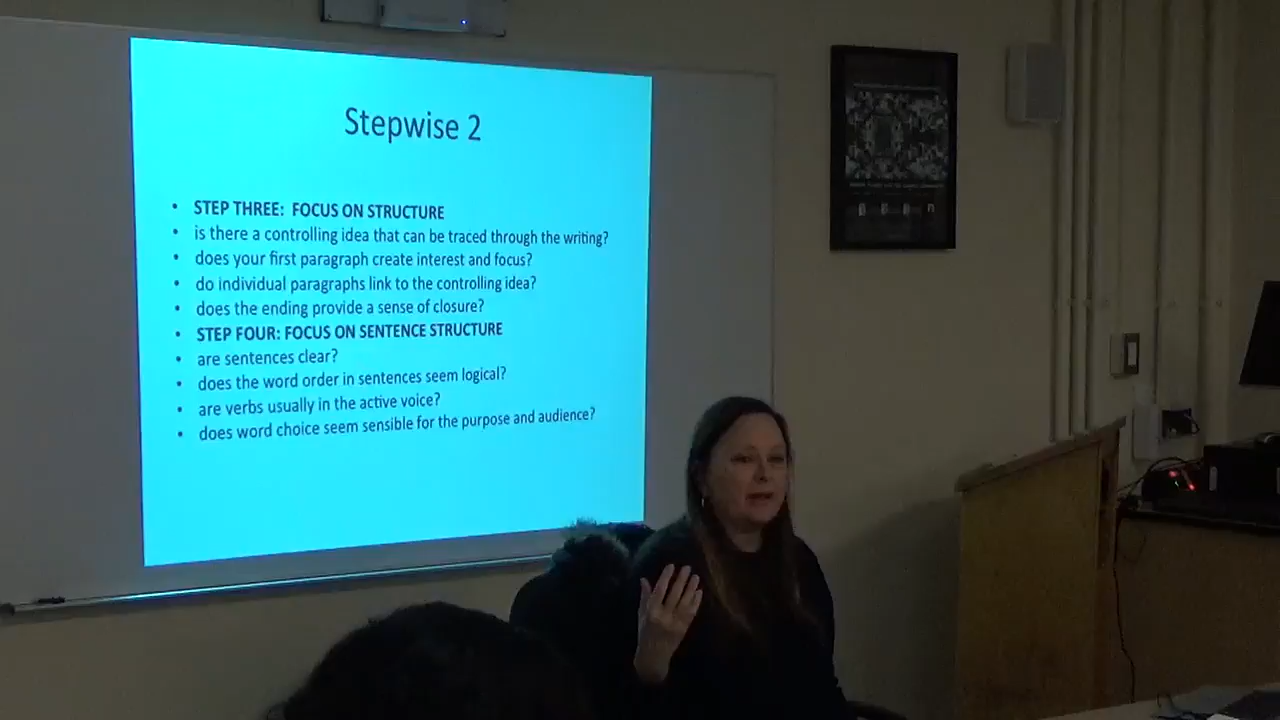 Stepwise 2
• STEP THREE: FOCUS ON STRUCTURE
• is there a controlling idea that can be traced through the writing?
• does your first paragraph create interest and focus?
• do individual paragraphs link to the controlling idea?
• does the ending provide a sense of closure?
• STEP FOUR: FOCUS ON SENTENCE STRUCTURE
• are sentences clear?
• does the word order in sentences seem logical?
• are verbs usually in the active voice?
• does word choice seem sensible for the purpose and audience?